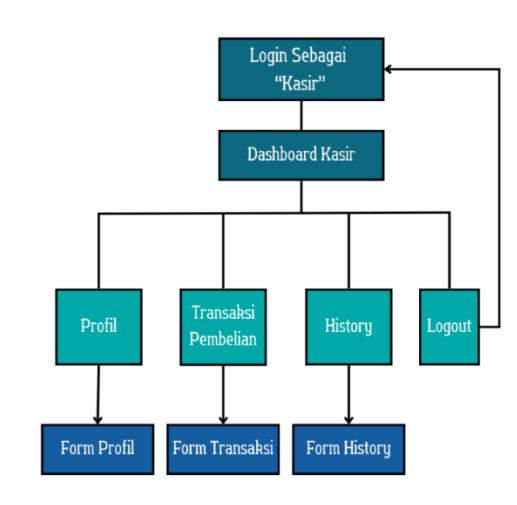 Login Sebagai
“Kasir”
Dashboard Kasir
Profil
Transaksi
Pembelian
History
Logout
Form Profil
Form Transaksi
Form History